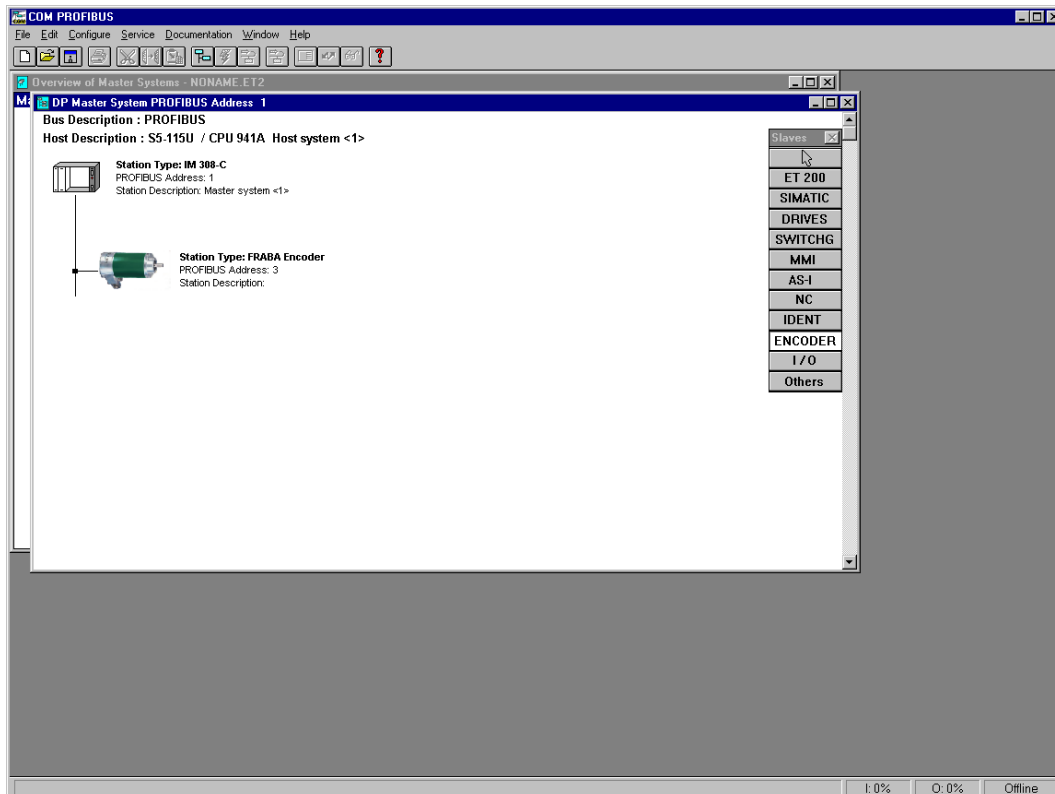 COM PROFIBUS
File Edit Configure Service Documentation Window Help
Overview of Master Systems - NONAME.ET2
DP Master System PROFIBUS Address 1
Bus Description : PROFIBUS
Host Description : S5-115U / CPU 941A Host system <1>
Station Type: IM 308-C
PROFIBUS Address: 1
Station Description: Master system <1>
Station Type: FRABA Encoder
PROFIBUS Address: 3
Station Description:
Slaves
ET 200
SIMATIC
DRIVES
SWITCHG
MMI
AS-I
NC
IDENT
ENCODER
I / O
Others
I: 0% O: 0% Offline